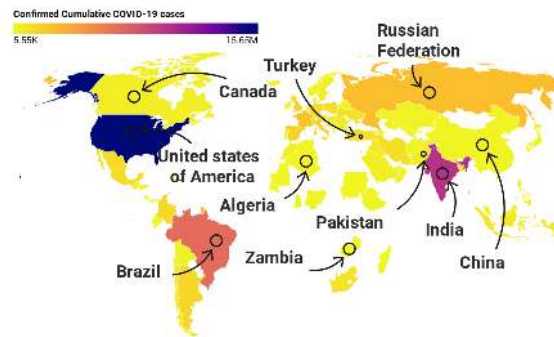 Confirmed Cumulative COVID-19 cases
5.55K 15.65M
Russian
Federation
Turkey
Canada
United states
of America
Algeria
Pakistan
India
China
Brazil
Zambia